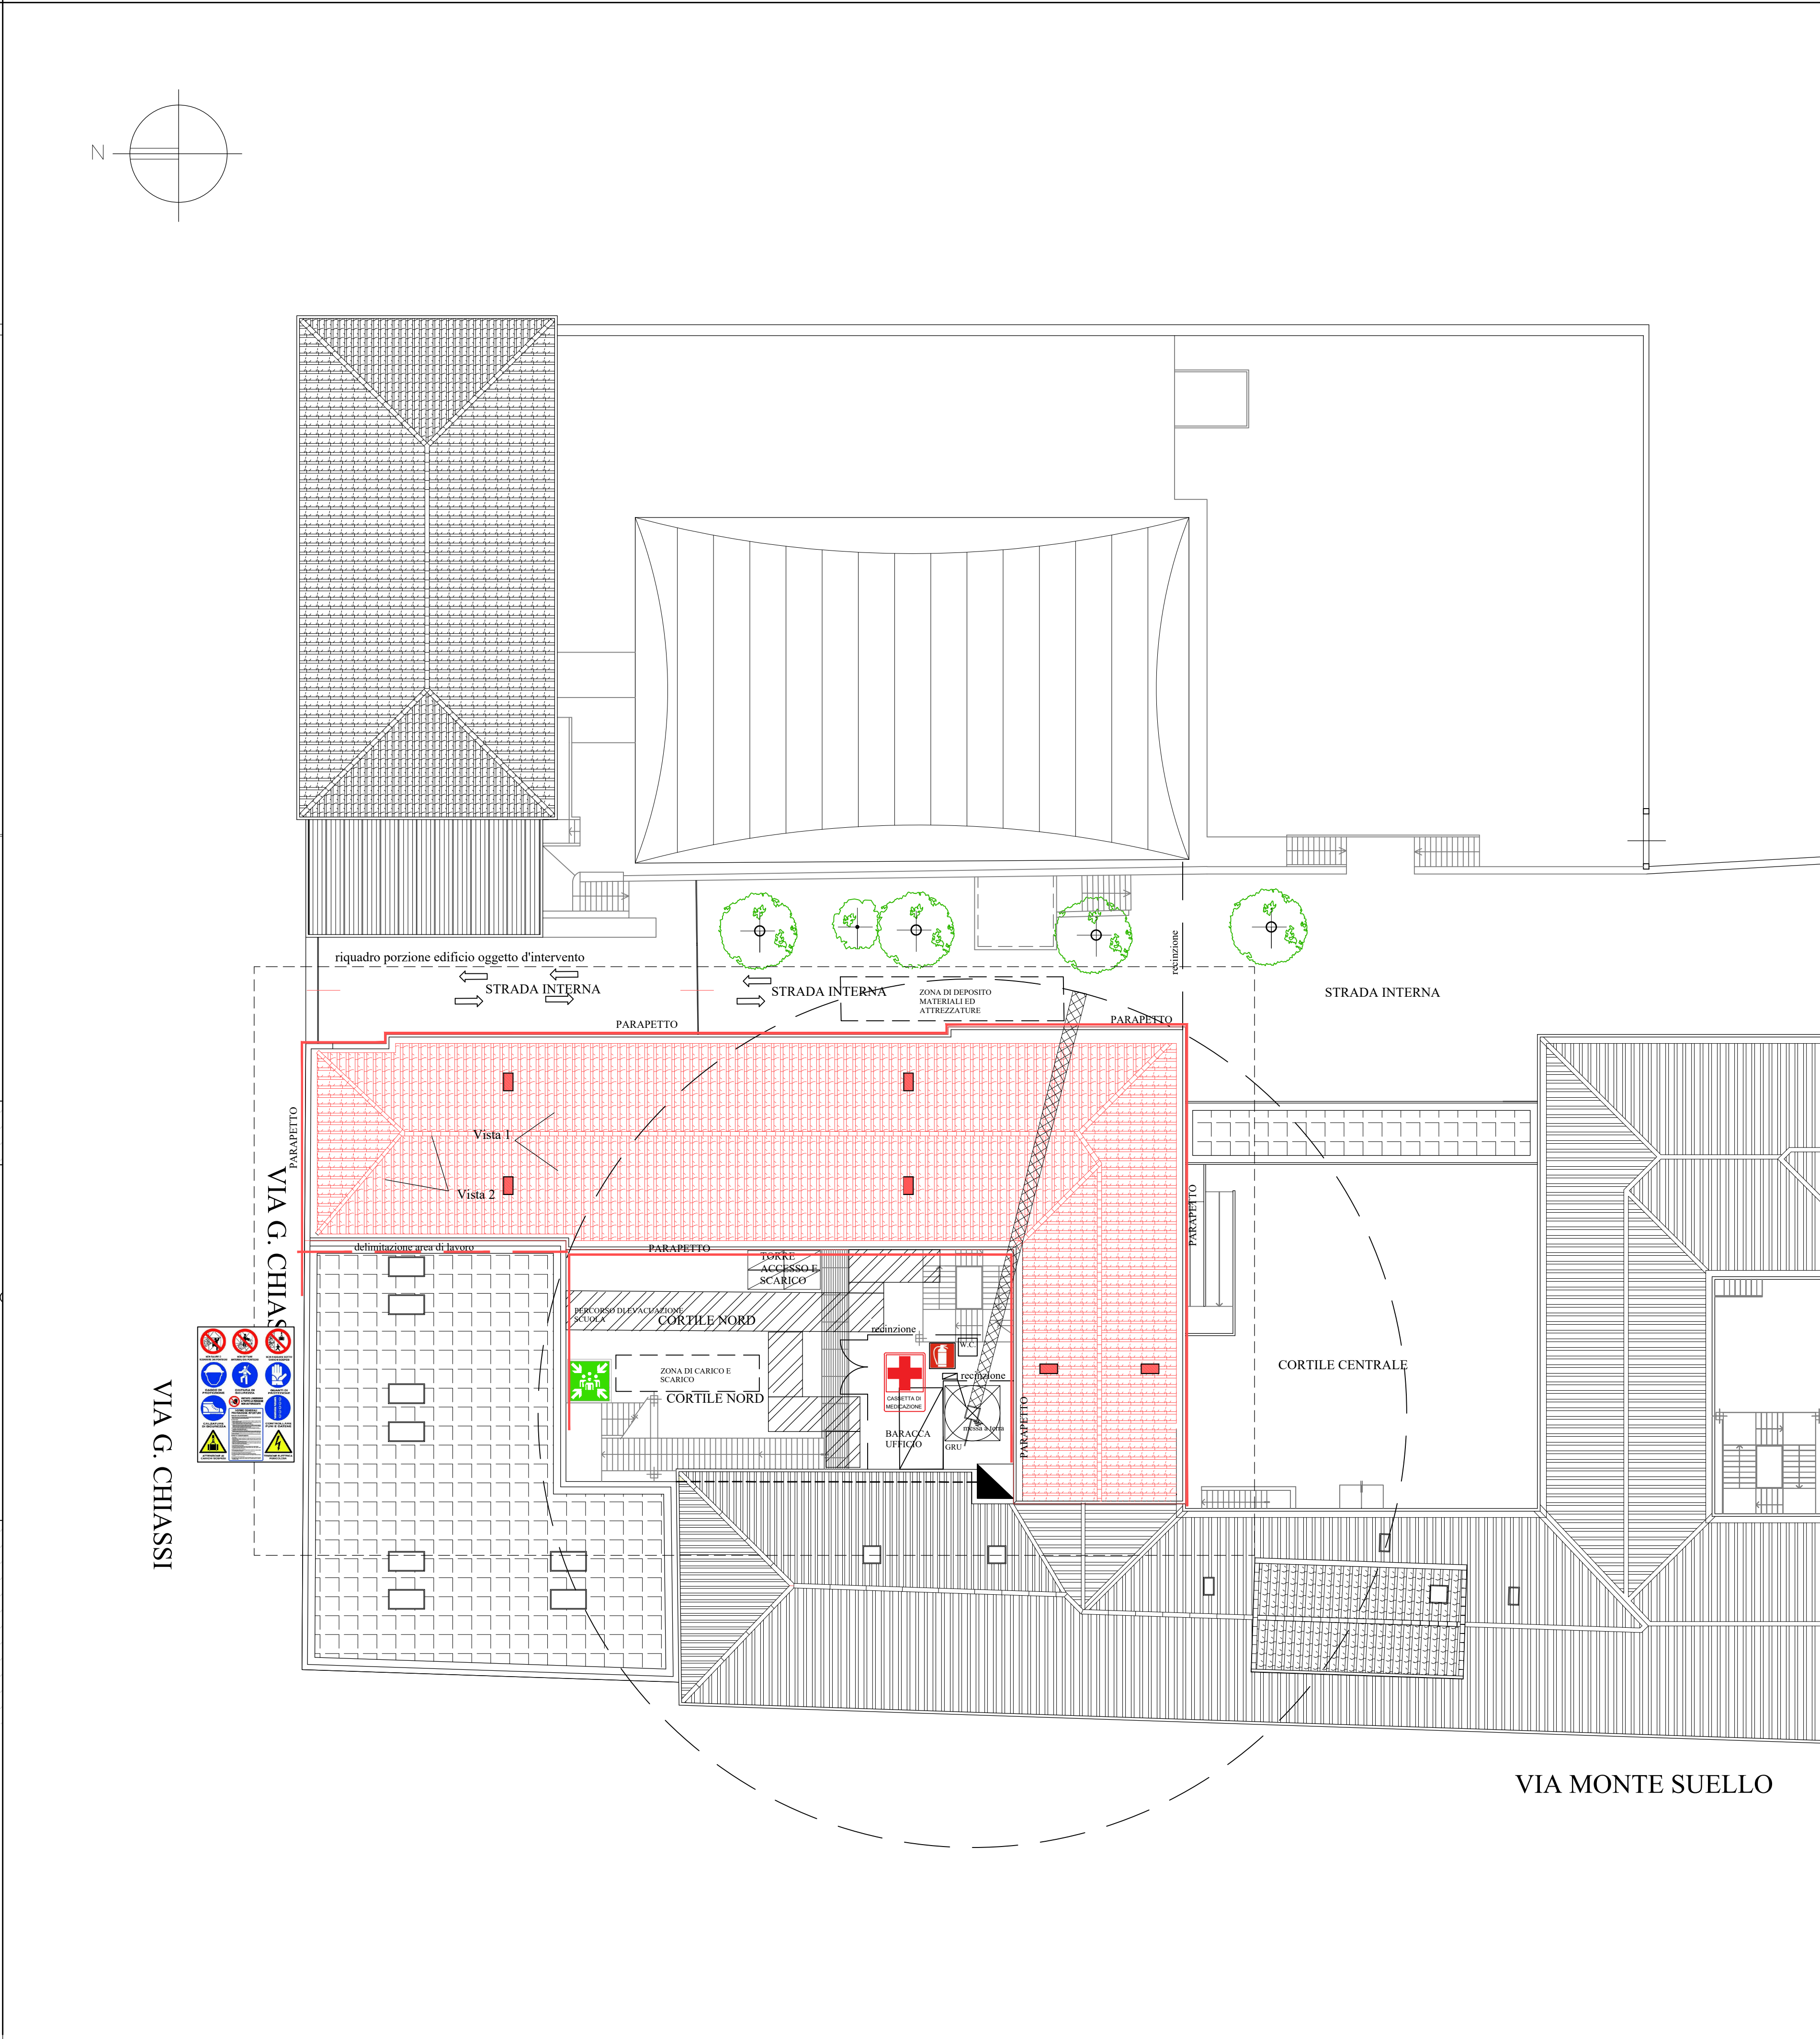 N
riquadro porzione edificio oggetto d'intervento
STRADA INTERNA
STRADA INTERNA
ZONA DI DEPOSITO
MATERIALI ED
ATTREZZATURE
recinzione
STRADA INTERNA
PARAPETTO
PARAPETTO
PARAPETTO
Vista 1
Vista 2
VIA G. CHIAS
PARAPETTO
delimitazione area di lavoro
PARAPETTO
TORRE
ACCESSO E
SCARICO
PERCORSO DI EVACUAZIONE
SCUOLA
CORTILE NORD
recinzione
W.C.
ZONA DI CARICO E
SCARICO
CORTILE NORD
recinzione
CASSETTA DI
MEDICAZIONE
BARACCA
UFFICIO
messa a terra
GRU
PARAPETTO
CORTILE CENTRALE
VIA G. CHIASSI
VIA MONTE SUELLO